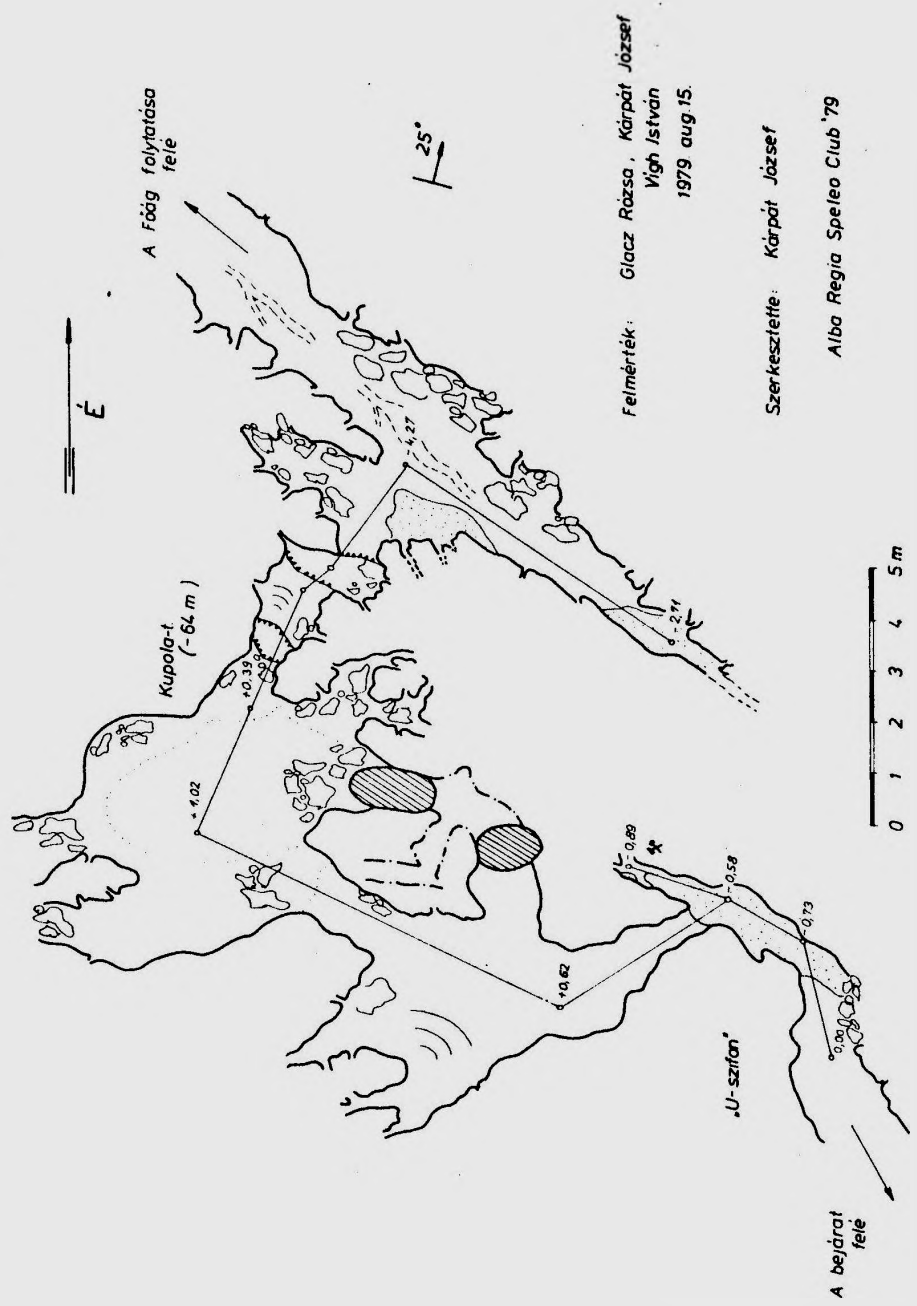 A Főág folytatása
felé
É
25°
Kupola-t.
(-64 m)
+1,02
+0,39
-4,27
-2,71
+0,62
-0,89
-0,58
-0,73
0,00
„U-szifon"
A bejárat
felé
0 1 2 3 4 5 m
Felmérték: Glacz Rózsa, Kárpát József
Vígh István
1979. aug. 15.
Szerkesztette: Kárpát József
Alba Regia Speleo Club '79